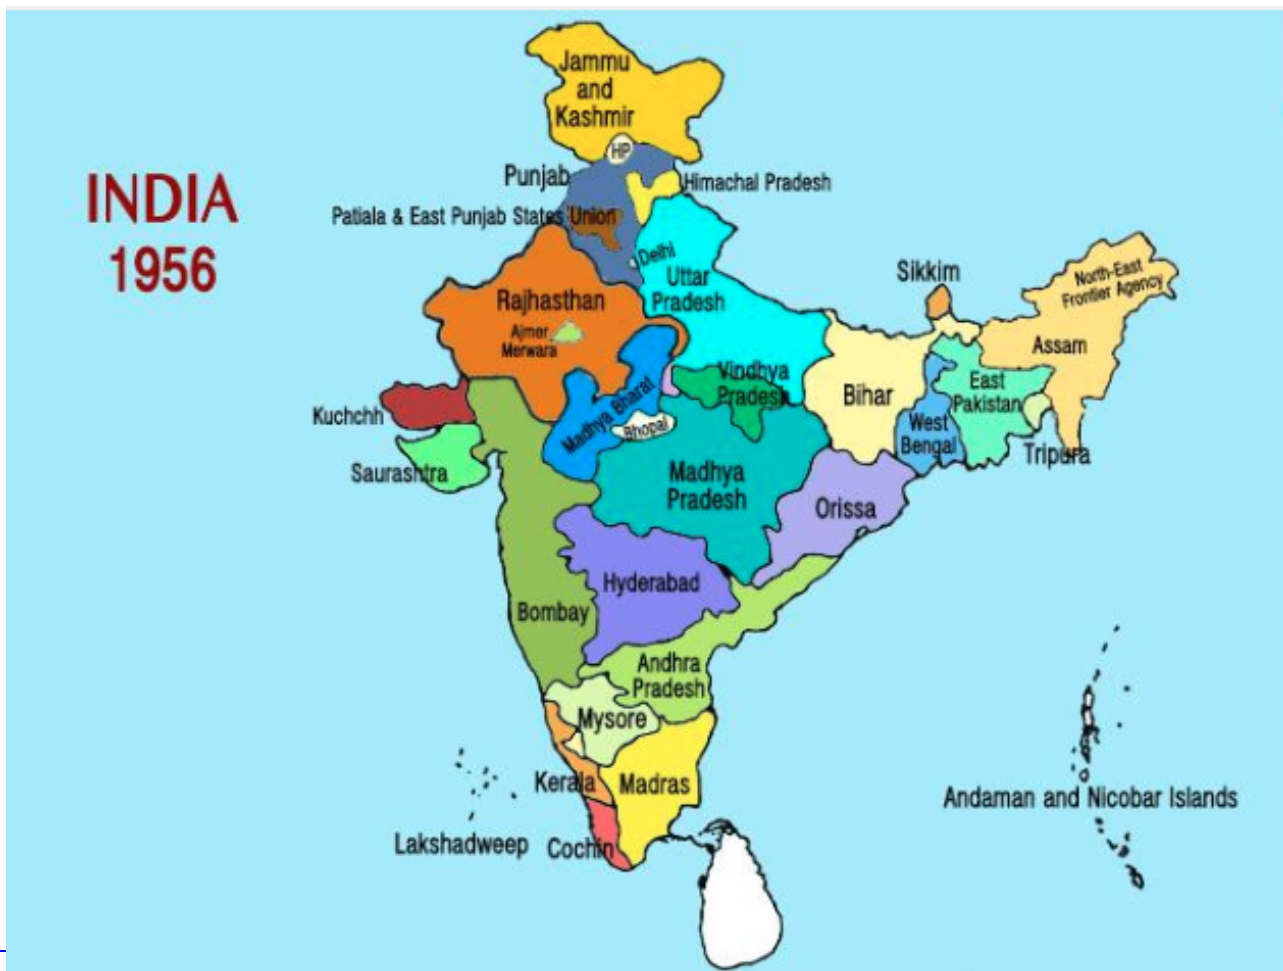 Jammu
and
Kashmir
HP
Punjab
Himachal Pradesh
INDIA
1956
Patiala & East Punjab States Union
Delhi
Uttar
Pradesh
Sikkim
North-East
Frontier Agency
Rajhasthan
Ajmer
Merwara
Assam
Vindhya
Pradesh
Bihar
East
Pakistan
Kuchchh
Madhya Bharat
Bhopal
West
Bengal
Tripura
Saurashtra
Madhya
Pradesh
Orissa
Hyderabad
Bombay
Andhra
Pradesh
Mysore
Kerala
Madras
Andaman and Nicobar Islands
Lakshadweep
Cochin